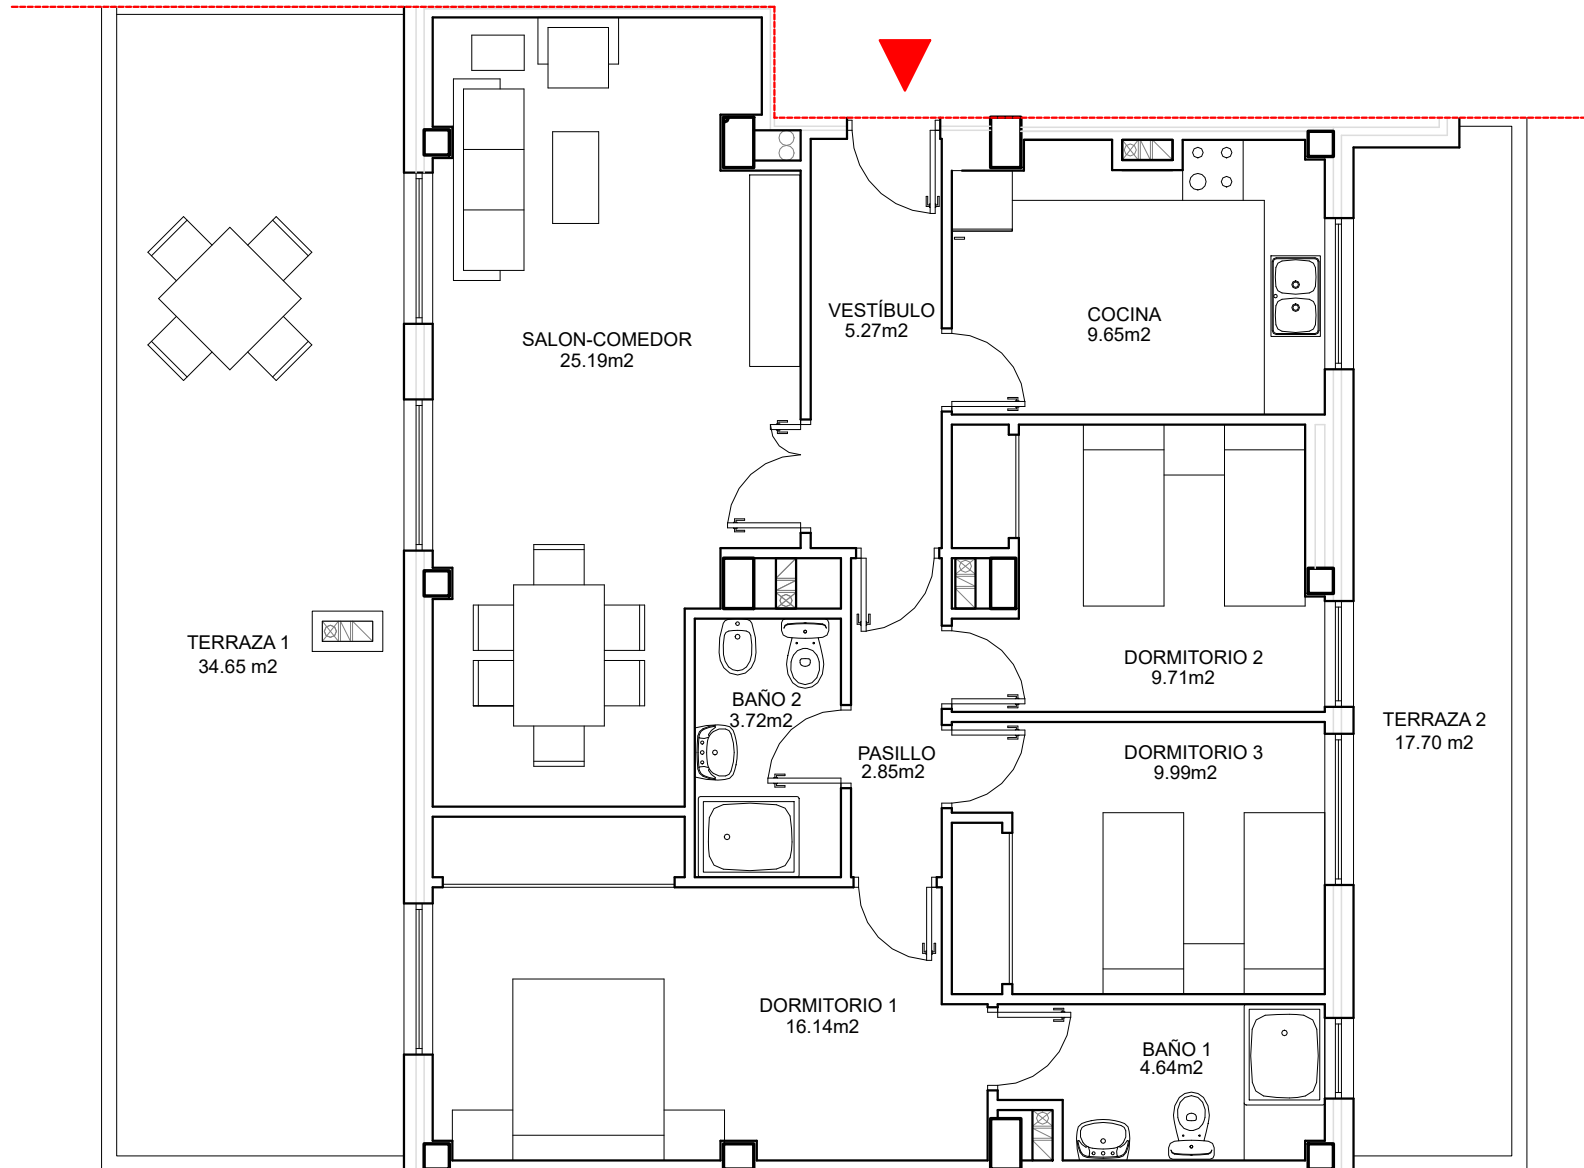 VESTÍBULO
5.27m2
COCINA
9.65m2
SALON-COMEDOR
25.19m2
TERRAZA 1
34.65 m2
DORMITORIO 2
9.71m2
BAÑO 2
3.72m2
TERRAZA 2
17.70 m2
PASILLO
2.85m2
DORMITORIO 3
9.99m2
DORMITORIO 1
16.14m2
BAÑO 1
4.64m2